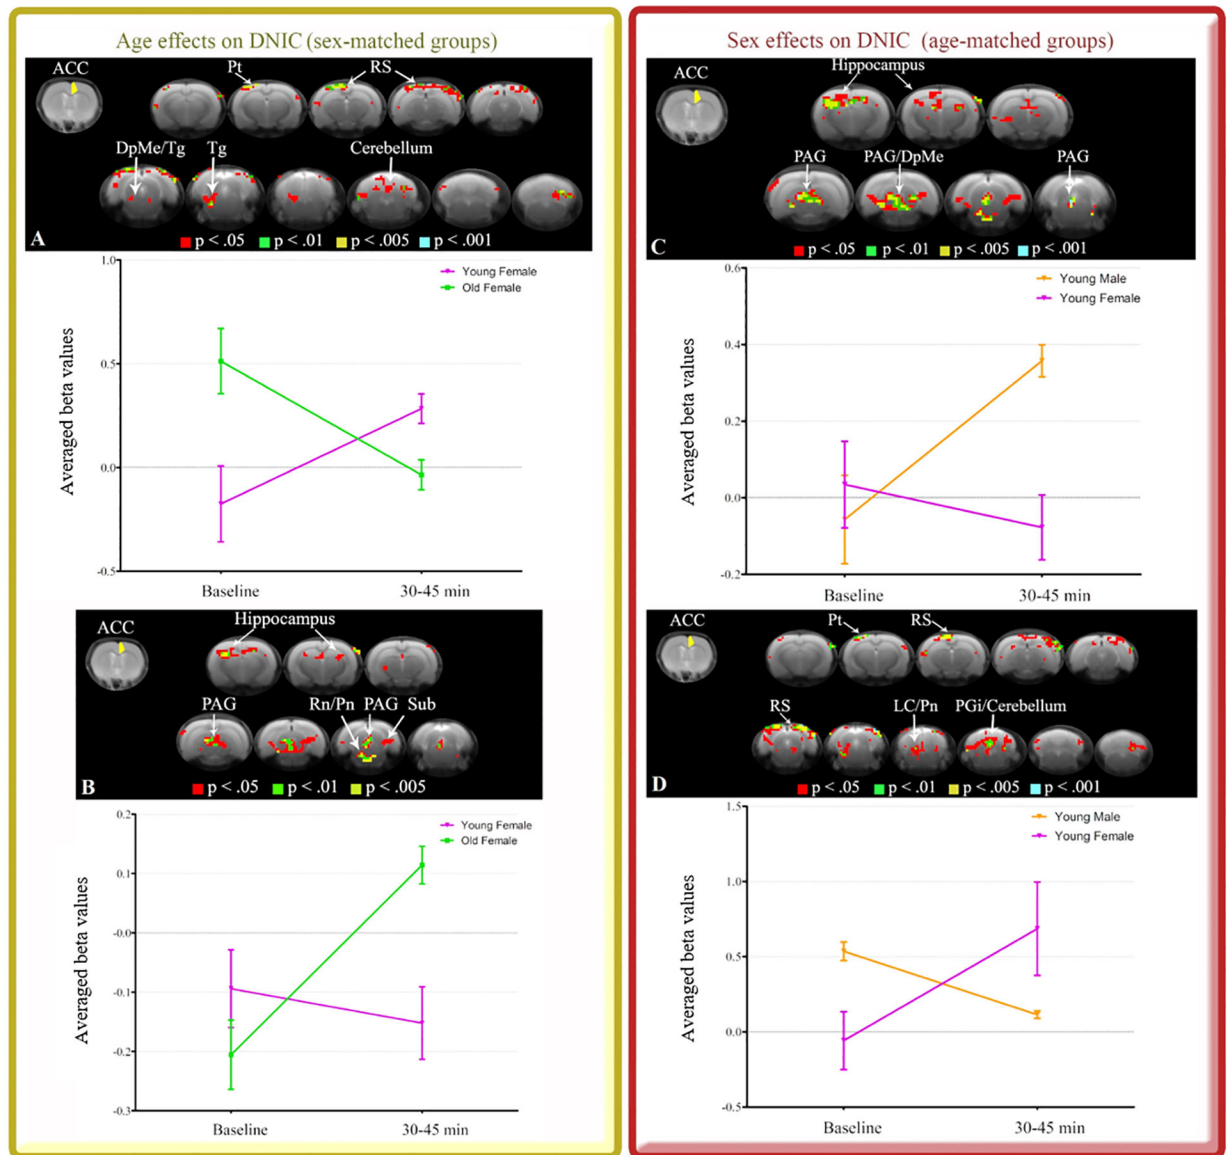 Age effects on DNIC (sex-matched groups)
ACC
Pt
RS
DpMe/Tg
Tg
Cerebellum
A
p < .05
p < .01
p < .005
p < .001
1.0
0.5
0.0
-0.5
Averaged beta values
Young Female
Old Female
Baseline
30-45 min
ACC
Hippocampus
PAG
Rn/Pn
PAG
Sub
B
p < .05
p < .01
p < .005
0.2
0.1
-0.0
-0.1
-0.2
-0.3
Averaged beta values
Young Female
Old Female
Baseline
30-45 min
Sex effects on DNIC (age-matched groups)
ACC
Hippocampus
PAG
PAG/DpMe
PAG
C
p < .05
p < .01
p < .005
p < .001
0.6
0.4
0.2
0.0
-0.2
Averaged beta values
Young Male
Young Female
Baseline
30-45 min
ACC
Pt
RS
RS
LC/Pn
PGi/Cerebellum
D
p < .05
p < .01
p < .005
p < .001
1.5
1.0
0.5
0.0
-0.5
Averaged beta values
Young Male
Young Female
Baseline
30-45 min